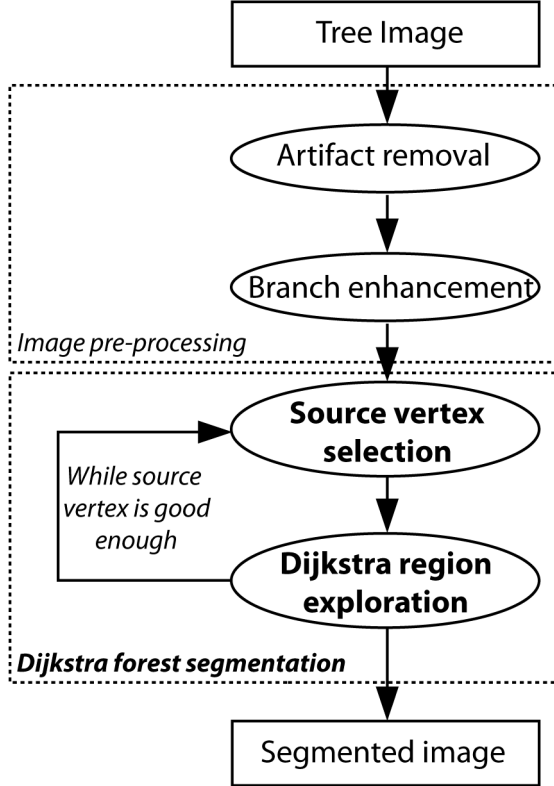 Tree Image
Artifact removal
Branch enhancement
Image pre-processing
Source vertex
selection
While source
vertex is good
enough
Dijkstra region
exploration
Dijkstra forest segmentation
Segmented image